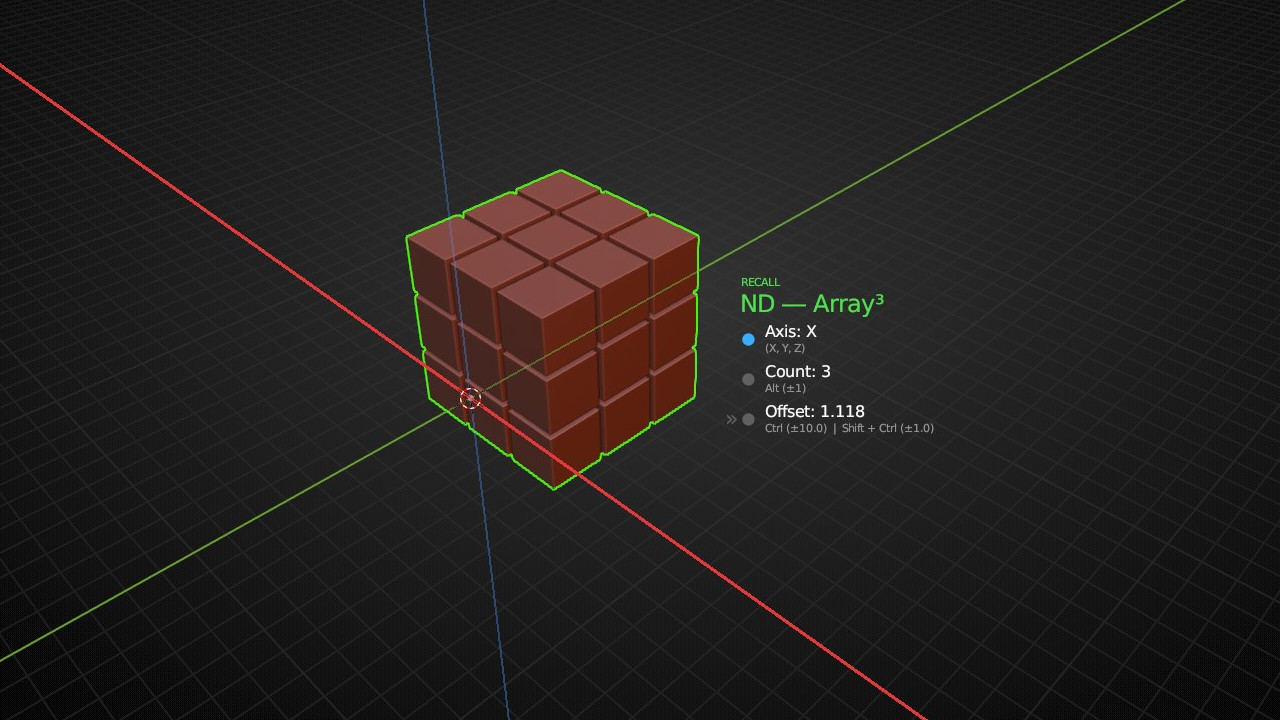 RECALL
ND — Array³
Axis: X
(X, Y, Z)
Count: 3
Alt (±1)
» Offset: 1.118
Ctrl (±10.0) | Shift + Ctrl (±1.0)